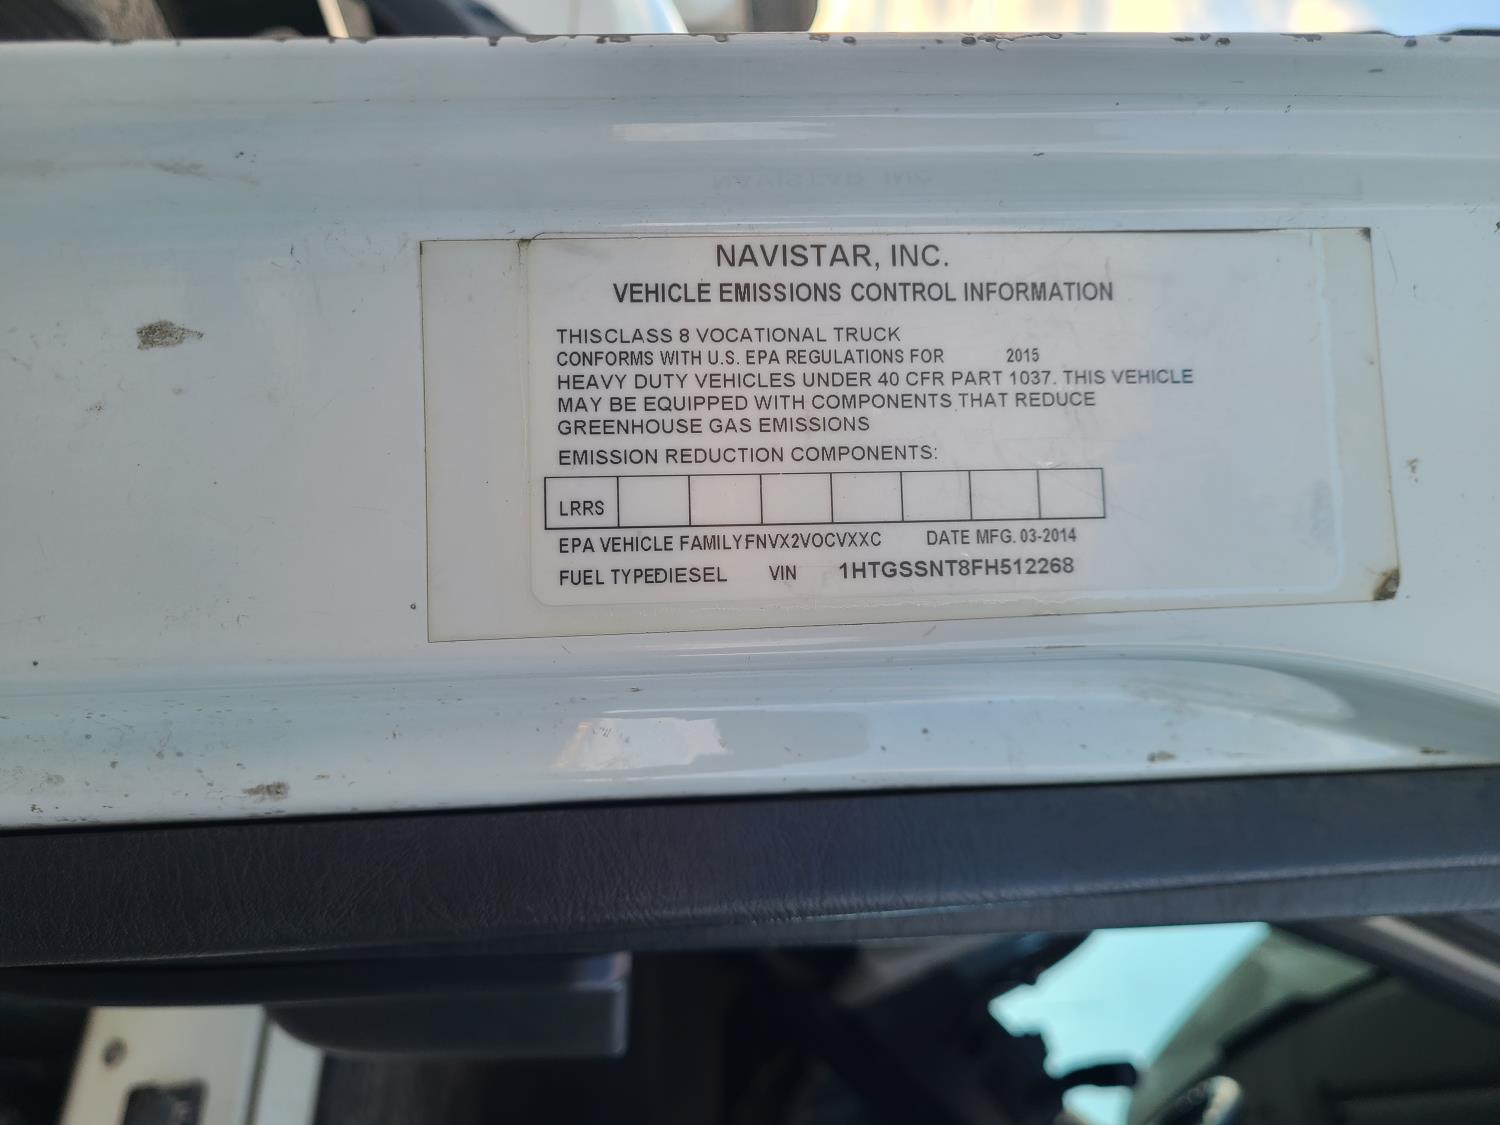 NAVISTAR, INC.
VEHICLE EMISSIONS CONTROL INFORMATION
THISCLASS 8 VOCATIONAL TRUCK
CONFORMS WITH U.S. EPA REGULATIONS FOR 2015
HEAVY DUTY VEHICLES UNDER 40 CFR PART 1037. THIS VEHICLE
MAY BE EQUIPPED WITH COMPONENTS THAT REDUCE
GREENHOUSE GAS EMISSIONS
EMISSION REDUCTION COMPONENTS:
LRRS
EPA VEHICLE FAMILYFNVX2VOCVXXC DATE MFG. 03-2014
FUEL TYPEDIESEL VIN 1HTGSSNT8FH512268